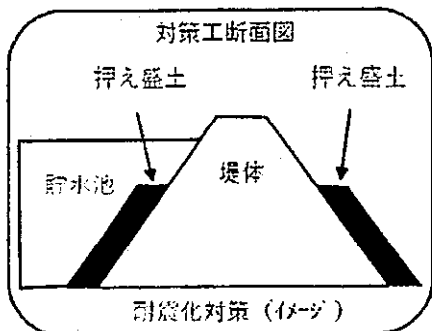 対策工断面図
押え盛土
押え盛土
貯水池
堤体
耐震化対策（ｲﾒｰｼﾞ）